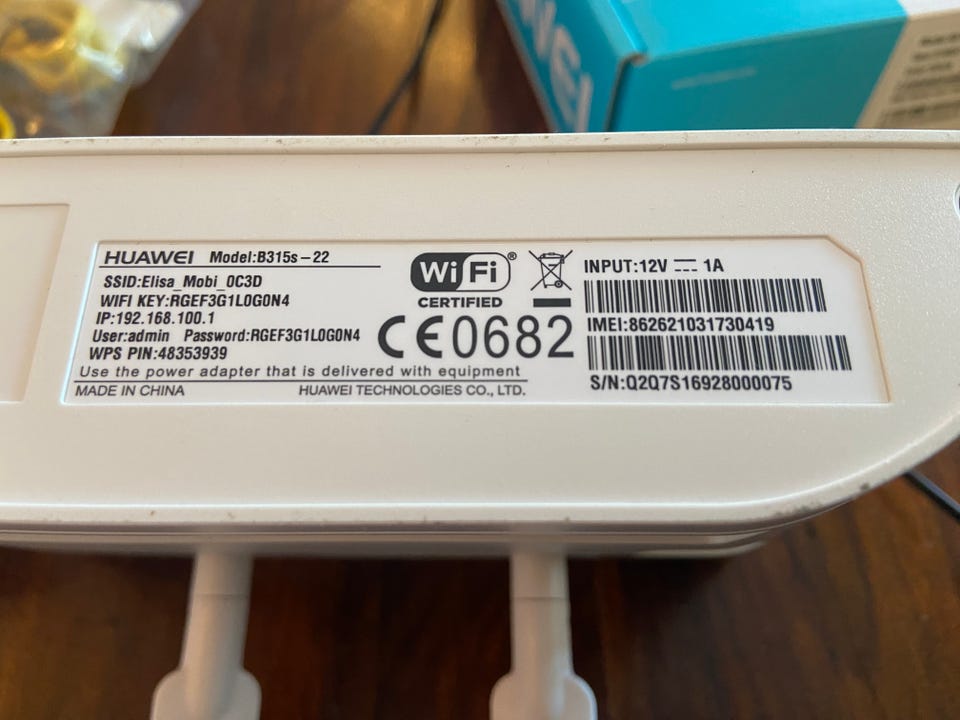 HUAWEI Model:B315s-22
SSID:Elisa_Mobi_0C3D
WIFI KEY:RGEF3G1L0G0N4
IP:192.168.100.1
User:admin Password:RGEF3G1L0G0N4
WPS PIN:48353939
Use the power adapter that is delivered with equipment
MADE IN CHINA HUAWEI TECHNOLOGIES CO., LTD.
Wi Fi®
CERTIFIED
CE0682
INPUT:12V ⎓ 1A
IMEI:862621031730419
S/N:Q2Q7S16928000075